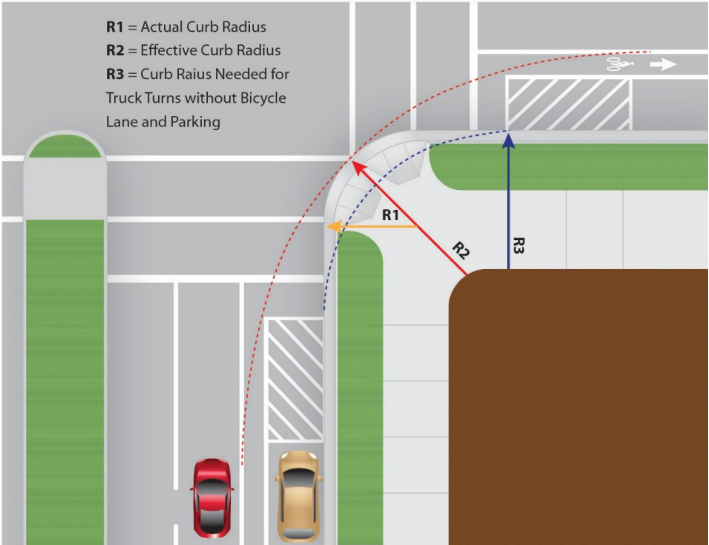 R1 = Actual Curb Radius
R2 = Effective Curb Radius
R3 = Curb Raius Needed for
Truck Turns without Bicycle
Lane and Parking
R1
R2
R3